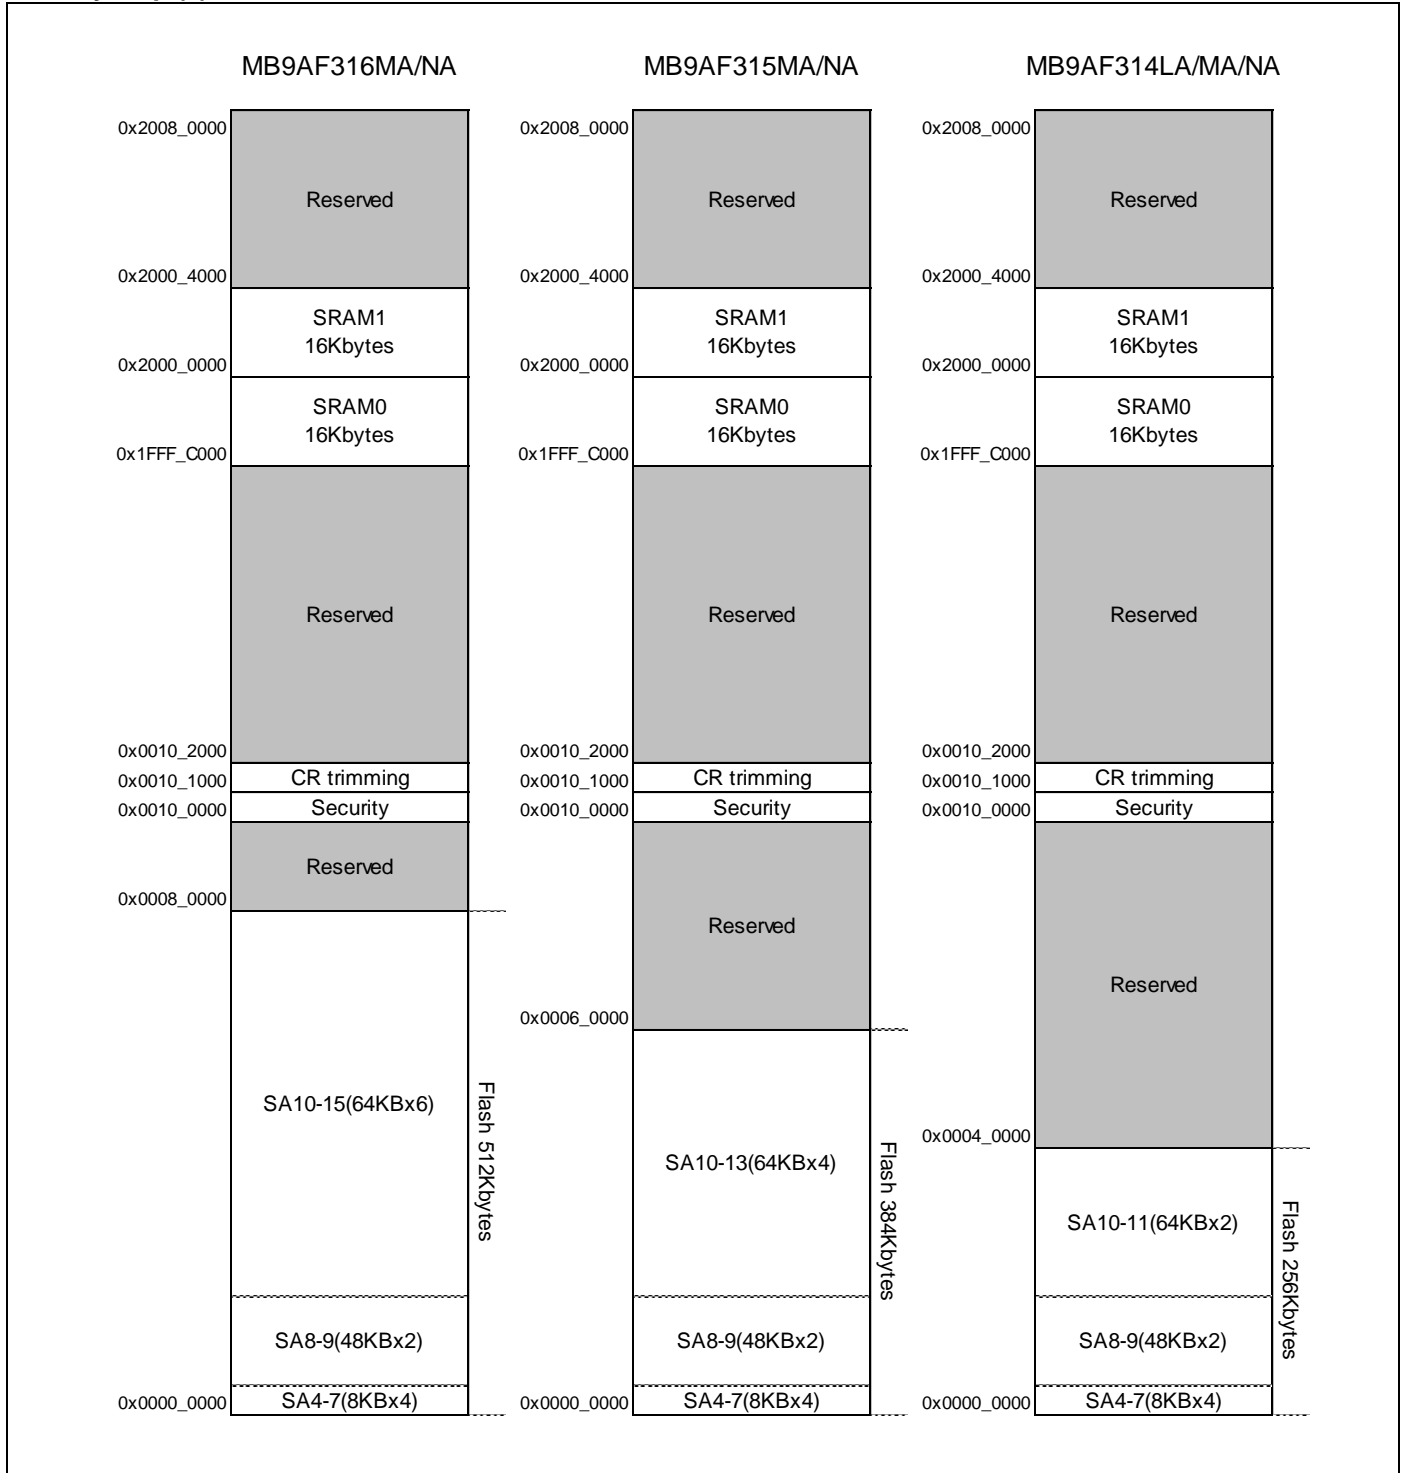 MB9AF316MA/NA
0x2008_0000
Reserved
0x2000_4000
SRAM1
16Kbytes
0x2000_0000
SRAM0
16Kbytes
0x1FFF_C000
Reserved
0x0010_2000
CR trimming
0x0010_1000
Security
0x0010_0000
Reserved
0x0008_0000
SA10-15(64KBx6)
Flash 512Kbytes
SA8-9(48KBx2)
SA4-7(8KBx4)
0x0000_0000
MB9AF315MA/NA
0x2008_0000
Reserved
0x2000_4000
SRAM1
16Kbytes
0x2000_0000
SRAM0
16Kbytes
0x1FFF_C000
Reserved
0x0010_2000
CR trimming
0x0010_1000
Security
0x0010_0000
Reserved
0x0006_0000
SA10-13(64KBx4)
Flash 384Kbytes
SA8-9(48KBx2)
SA4-7(8KBx4)
0x0000_0000
MB9AF314LA/MA/NA
0x2008_0000
Reserved
0x2000_4000
SRAM1
16Kbytes
0x2000_0000
SRAM0
16Kbytes
0x1FFF_C000
Reserved
0x0010_2000
CR trimming
0x0010_1000
Security
0x0010_0000
Reserved
0x0004_0000
SA10-11(64KBx2)
Flash 256Kbytes
SA8-9(48KBx2)
SA4-7(8KBx4)
0x0000_0000